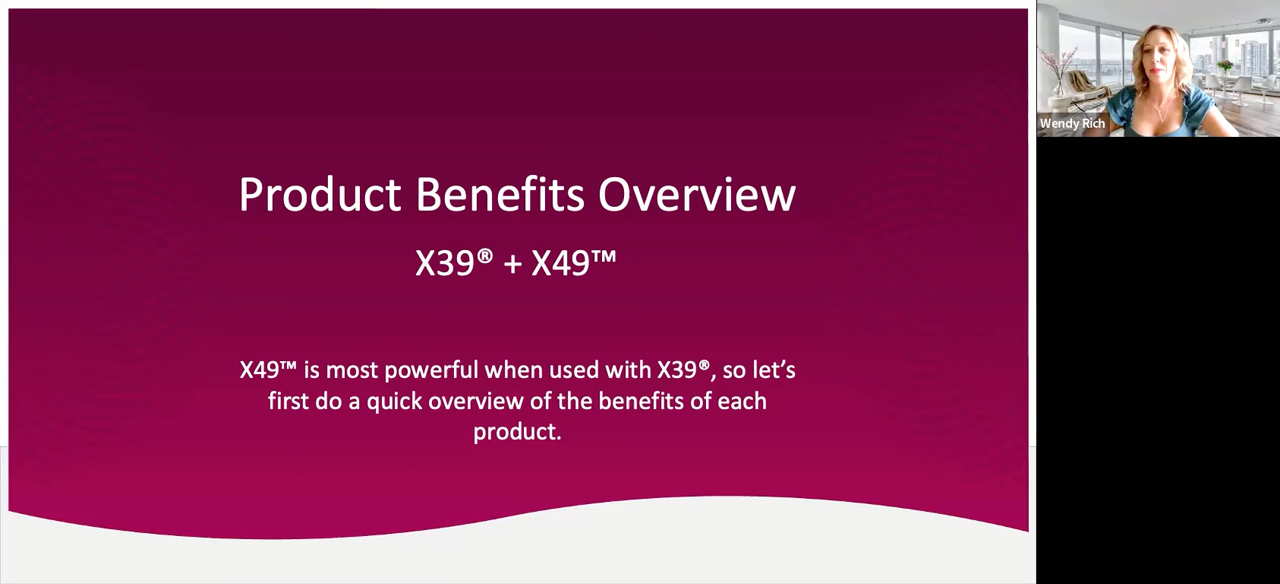 Product Benefits Overview
X39® + X49™
X49™ is most powerful when used with X39®, so let’s
first do a quick overview of the benefits of each
product.
Wendy Rich